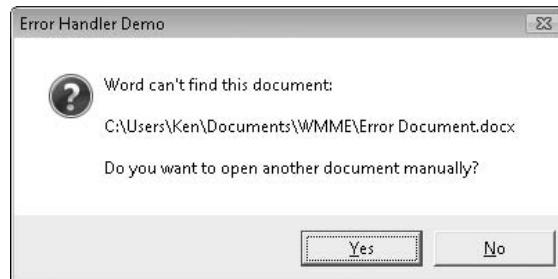 Error Handler Demo
Word can't find this document:
C:\Users\Ken\Documents\WMME\Error Document.docx
Do you want to open another document manually?
Yes
No